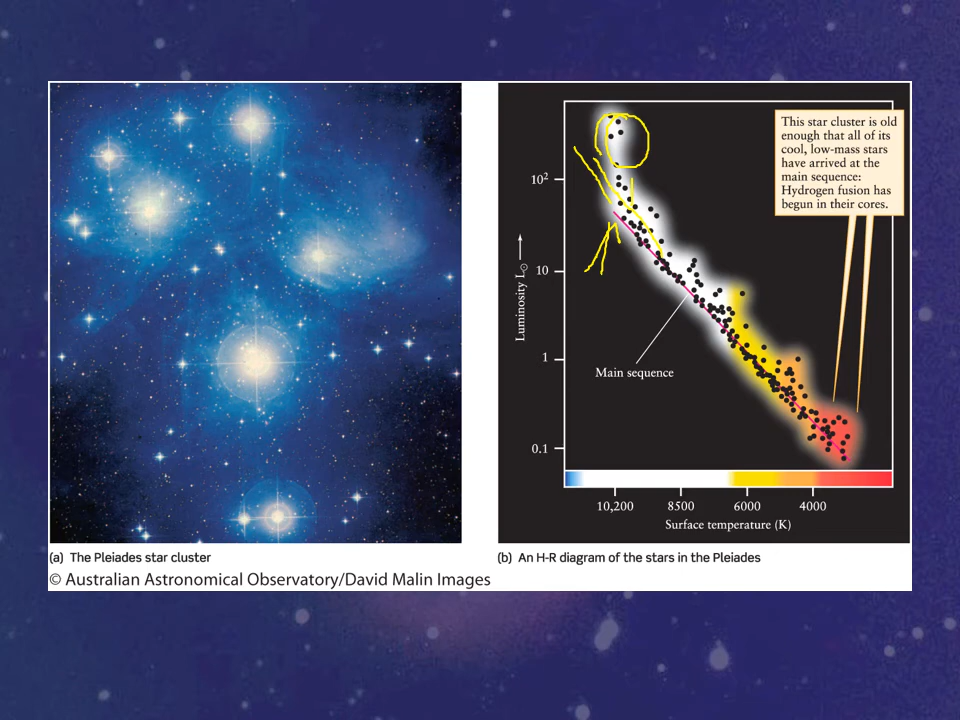 This star cluster is old
enough that all of its
cool, low-mass stars
have arrived at the
main sequence:
Hydrogen fusion has
begun in their cores.
10²
10
1
0.1
Luminosity L⊙ →
Main sequence
10,200 8500 6000 4000
Surface temperature (K)
(a) The Pleiades star cluster
(b) An H-R diagram of the stars in the Pleiades
© Australian Astronomical Observatory/David Malin Images